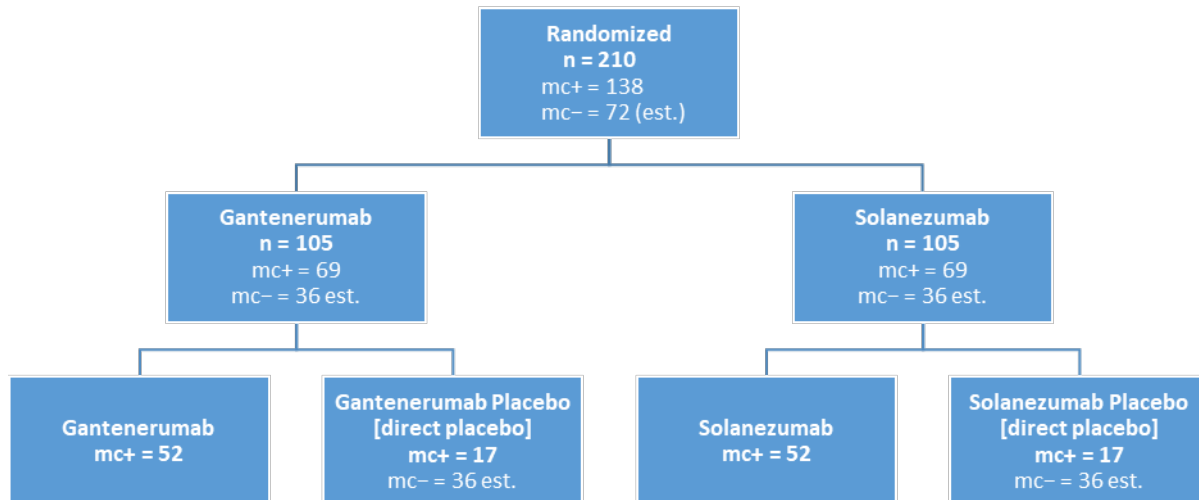 Randomized
n = 210
mc+ = 138
mc− = 72 (est.)
Gantenerumab
n = 105
mc+ = 69
mc− = 36 est.
Solanezumab
n = 105
mc+ = 69
mc− = 36 est.
Gantenerumab
mc+ = 52
Gantenerumab Placebo
[direct placebo]
mc+ = 17
mc− = 36 est.
Solanezumab
mc+ = 52
Solanezumab Placebo
[direct placebo]
mc+ = 17
mc− = 36 est.